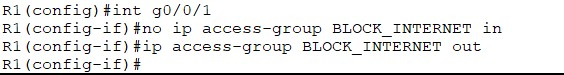 R1(config)#int g0/0/1
R1(config-if)#no ip access-group BLOCK_INTERNET in
R1(config-if)#ip access-group BLOCK_INTERNET out
R1(config-if)#